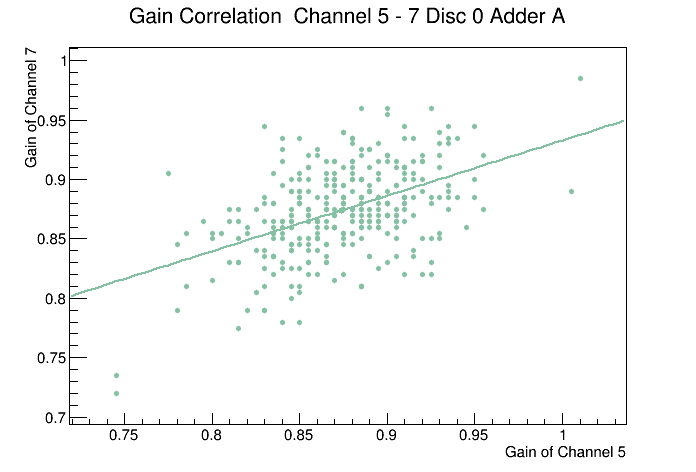 Gain Correlation  Channel 5 - 7 Disc 0 Adder A
Gain of Channel 7
1
0.95
0.9
0.85
0.8
0.75
0.7
0.75 0.8 0.85 0.9 0.95 1
Gain of Channel 5